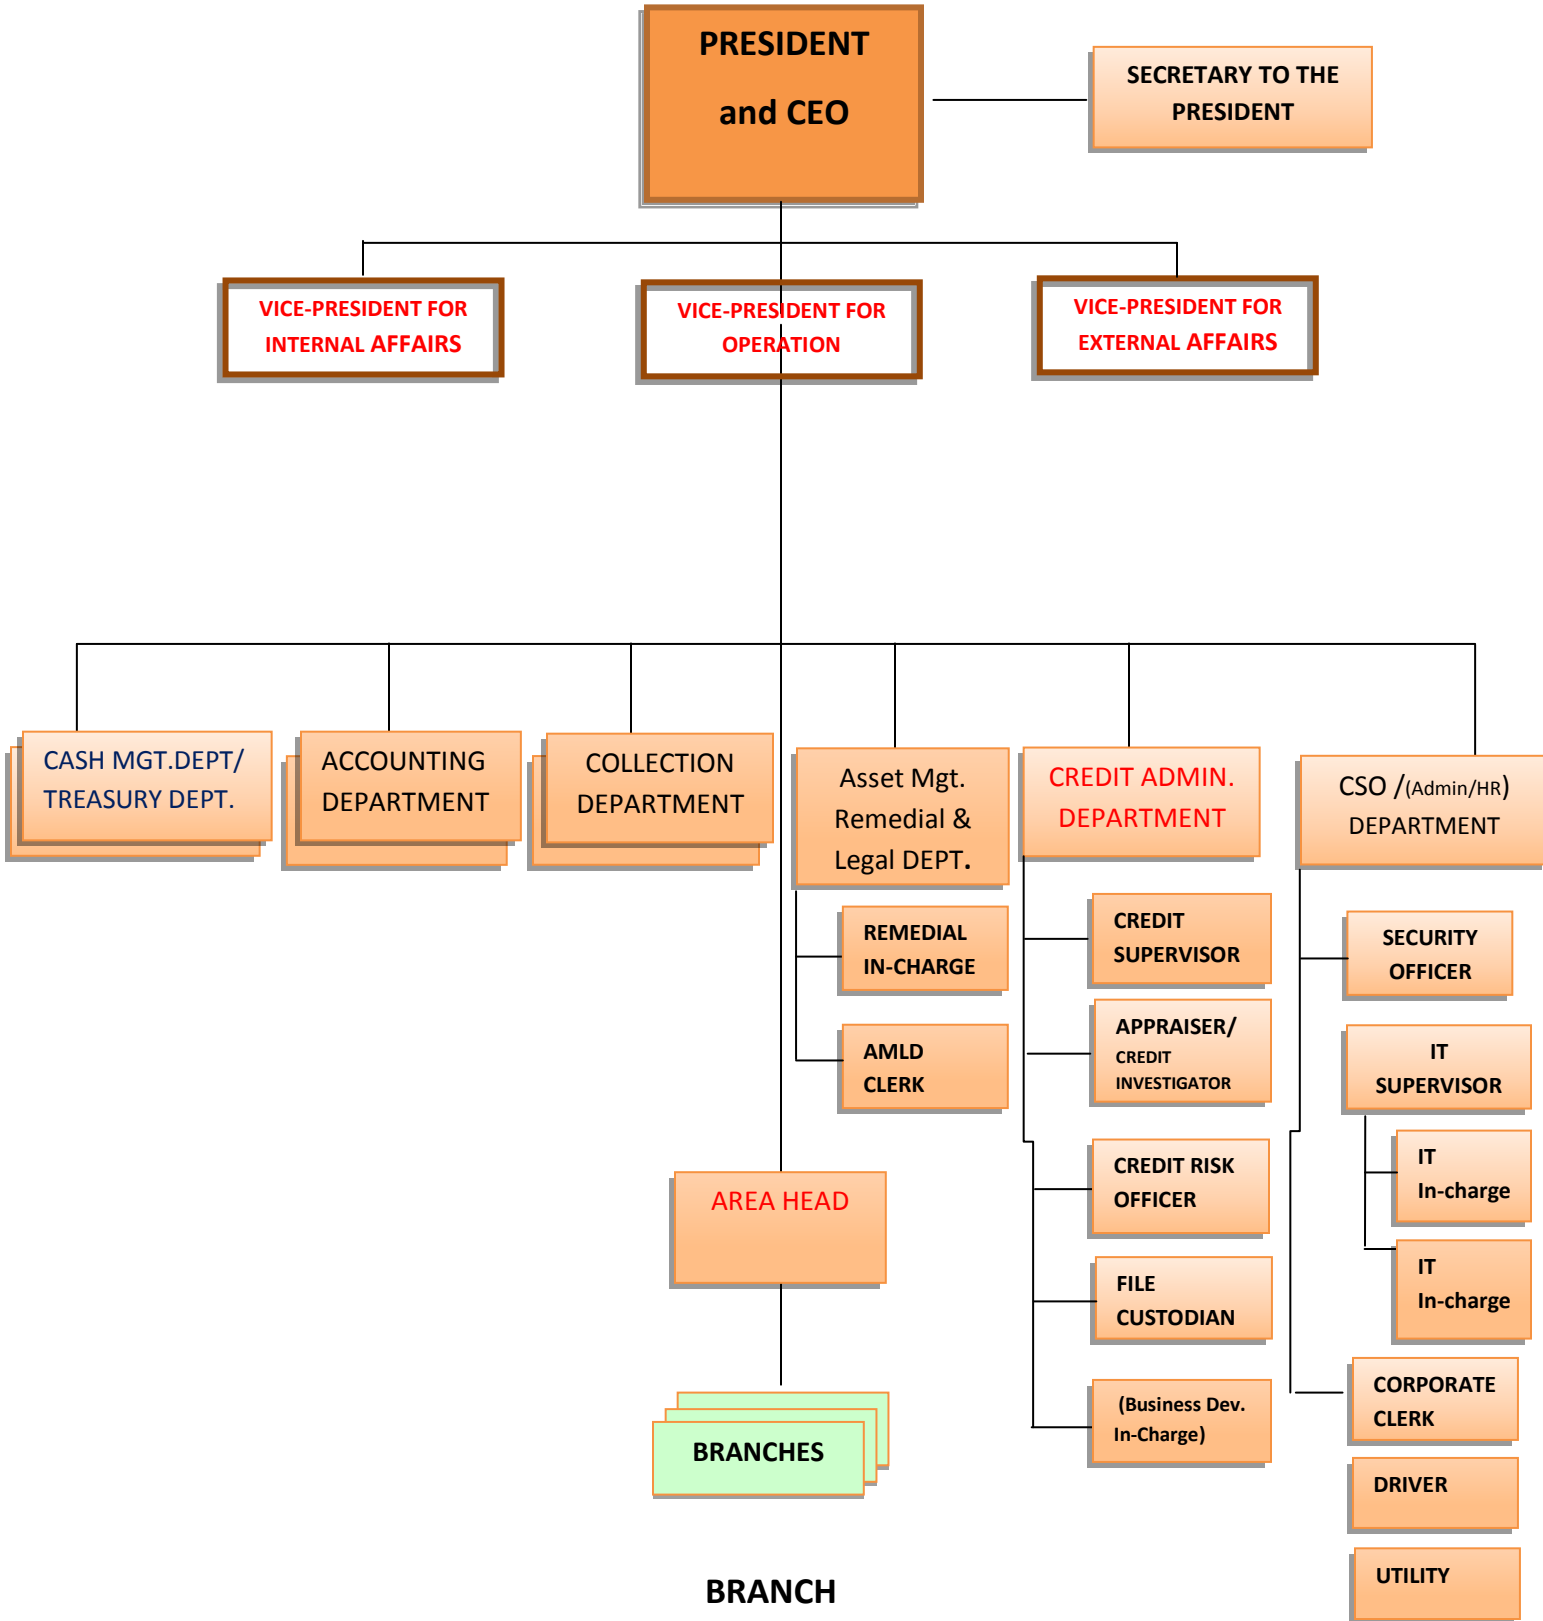 PRESIDENT
and CEO
SECRETARY TO THE
PRESIDENT
VICE-PRESIDENT FOR
INTERNAL AFFAIRS
VICE-PRESIDENT FOR
OPERATION
VICE-PRESIDENT FOR
EXTERNAL AFFAIRS
CASH MGT.DEPT/
TREASURY DEPT.
ACCOUNTING
DEPARTMENT
COLLECTION
DEPARTMENT
Asset Mgt.
Remedial &
Legal DEPT.
REMEDIAL
IN-CHARGE
AMLD
CLERK
CREDIT ADMIN.
DEPARTMENT
CREDIT
SUPERVISOR
APPRAISER/
CREDIT
INVESTIGATOR
CREDIT RISK
OFFICER
FILE
CUSTODIAN
(Business Dev.
In-Charge)
CSO /(Admin/HR)
DEPARTMENT
SECURITY
OFFICER
IT
SUPERVISOR
IT
In-charge
IT
In-charge
CORPORATE
CLERK
DRIVER
UTILITY
AREA HEAD
BRANCHES
BRANCH